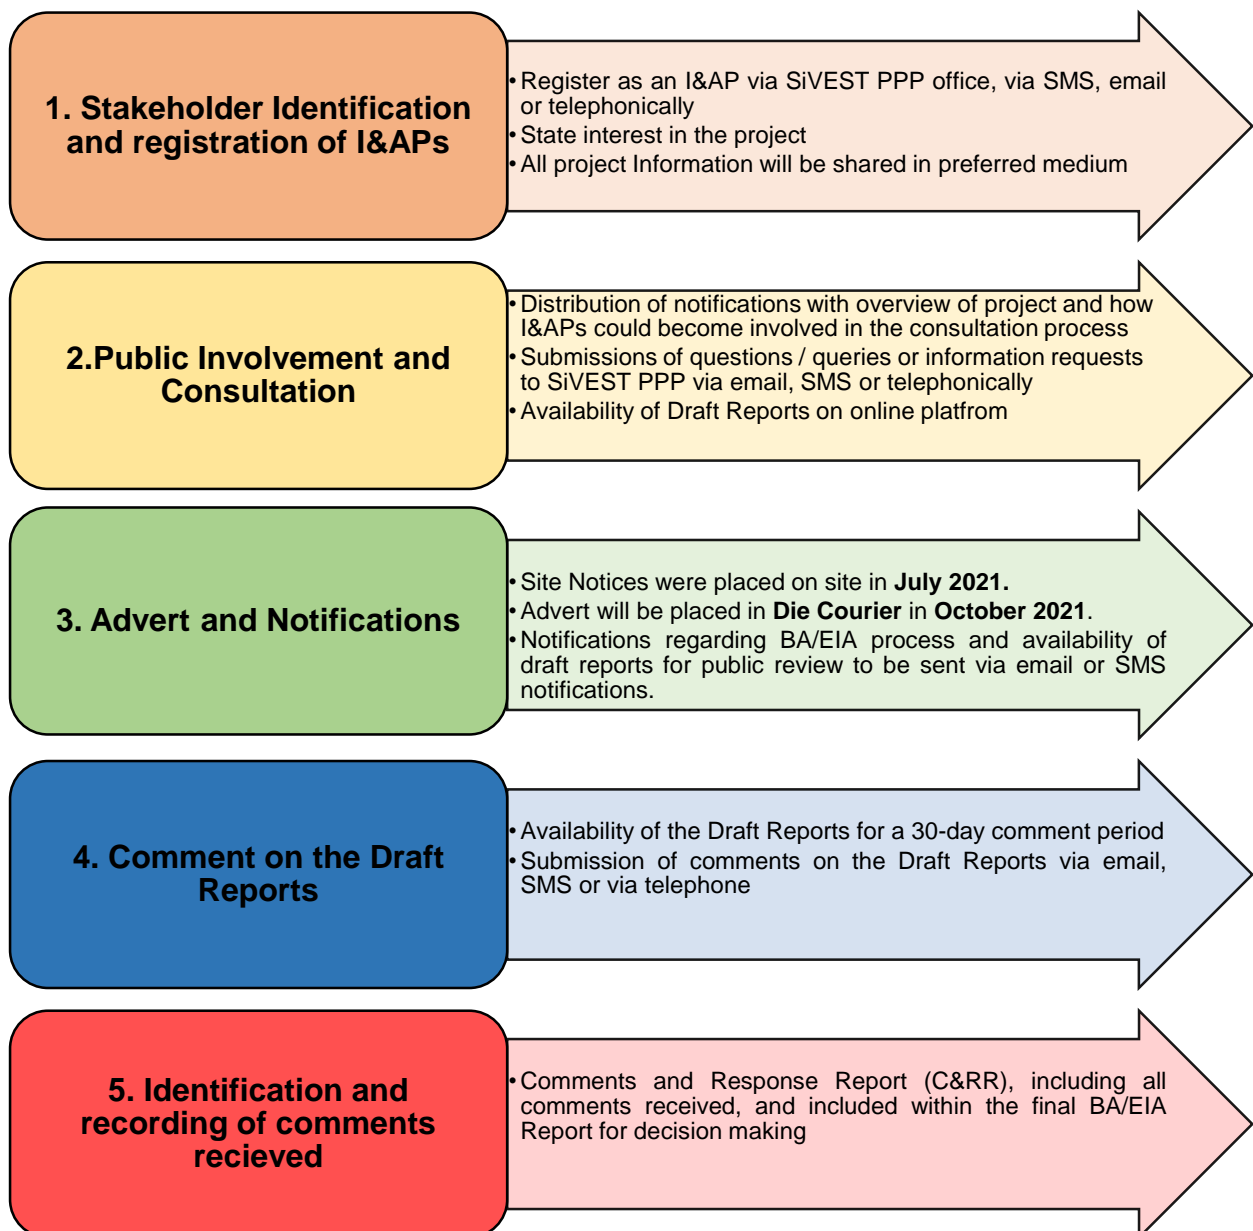 1. Stakeholder Identification
and registration of I&APs
• Register as an I&AP via SiVEST PPP office, via SMS, email
or telephonically
• State interest in the project
• All project Information will be shared in preferred medium
2.Public Involvement and
Consultation
• Distribution of notifications with overview of project and how
I&APs could become involved in the consultation process
• Submissions of questions / queries or information requests
to SiVEST PPP via email, SMS or telephonically
• Availability of Draft Reports on online platfrom
3. Advert and Notifications
• Site Notices were placed on site in July 2021.
• Advert will be placed in Die Courier in October 2021.
• Notifications regarding BA/EIA process and availability of
draft reports for public review to be sent via email or SMS
notifications.
4. Comment on the Draft
Reports
• Availability of the Draft Reports for a 30-day comment period
• Submission of comments on the Draft Reports via email,
SMS or via telephone
5. Identification and
recording of comments
recieved
• Comments and Response Report (C&RR), including all
comments received, and included within the final BA/EIA
Report for decision making